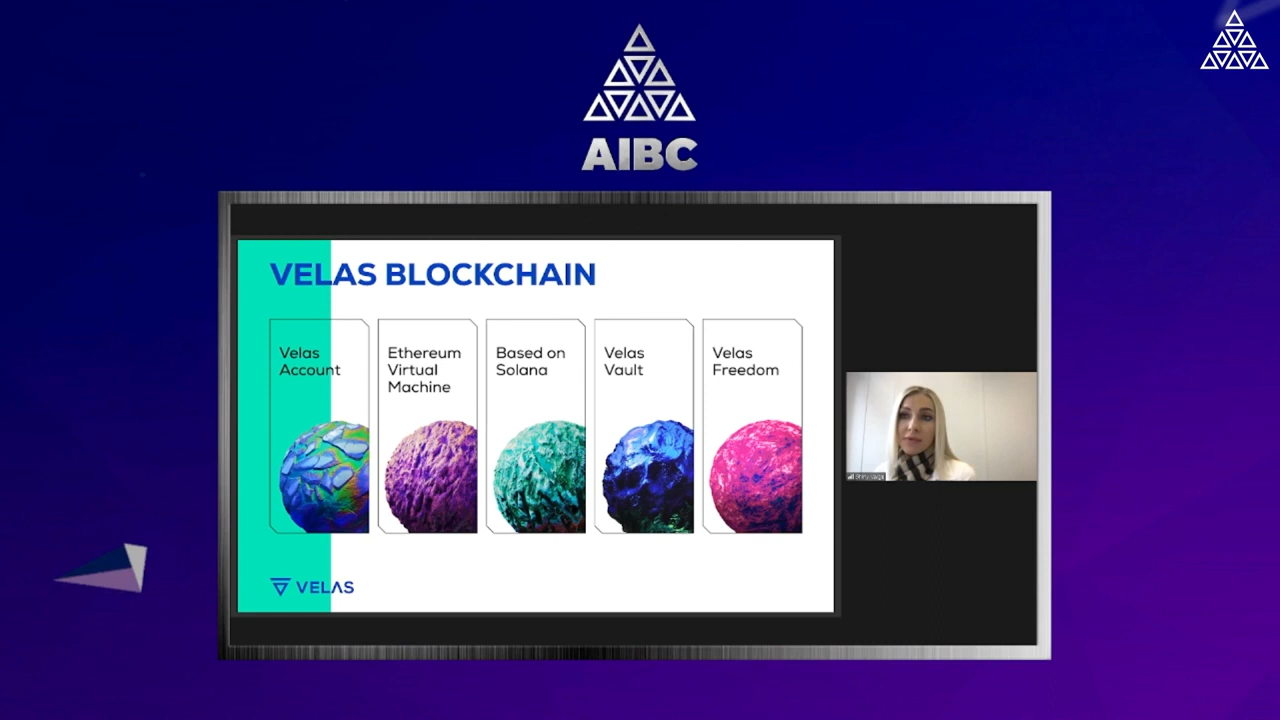 AIBC
VELAS BLOCKCHAIN
Velas
Account
Ethereum
Virtual
Machine
Based on
Solana
Velas
Vault
Velas
Freedom
VELAS